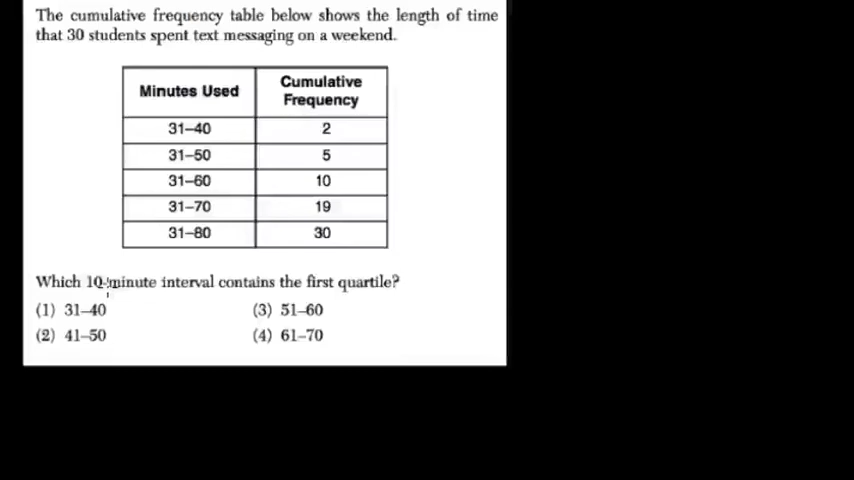 The cumulative frequency table below shows the length of time
that 30 students spent text messaging on a weekend.
Minutes Used Cumulative Frequency
31–40 2
31–50 5
31–60 10
31–70 19
31–80 30
Which 10-minute interval contains the first quartile?
(1) 31–40 (3) 51–60
(2) 41–50 (4) 61–70